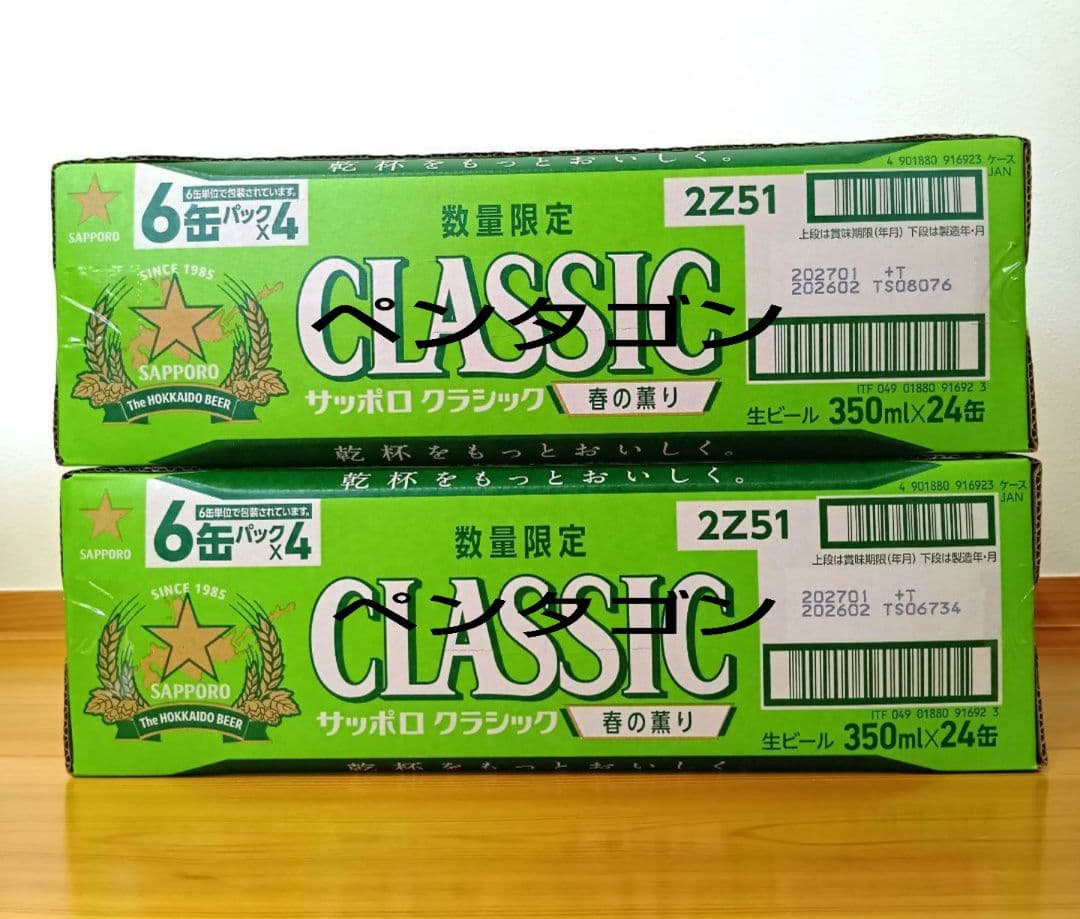 乾杯をもっとおいしく。
4 901880 916923 ケース
JAN
SAPPORO
6缶単位で包装されています。
6缶パック×4
数量限定
2Z51
上段は賞味期限(年月) 下段は製造年・月
SINCE 1985
SAPPORO
The HOKKAIDO BEER
CLASSIC
ペンタゴン
サッポロ クラシック 春の薫り
202701 +T
202602 TS08076
ITF 049 01880 91692 3
生ビール 350ml×24缶
乾杯をもっとおいしく。
乾杯をもっとおいしく。
4 901880 916923 ケース
JAN
SAPPORO
6缶単位で包装されています。
6缶パック×4
数量限定
2Z51
上段は賞味期限(年月) 下段は製造年・月
SINCE 1985
SAPPORO
The HOKKAIDO BEER
CLASSIC
ペンタゴン
サッポロ クラシック 春の薫り
202701 +T
202602 TS06734
ITF 049 01880 91692 3
生ビール 350ml×24缶
乾杯をもっとおいしく